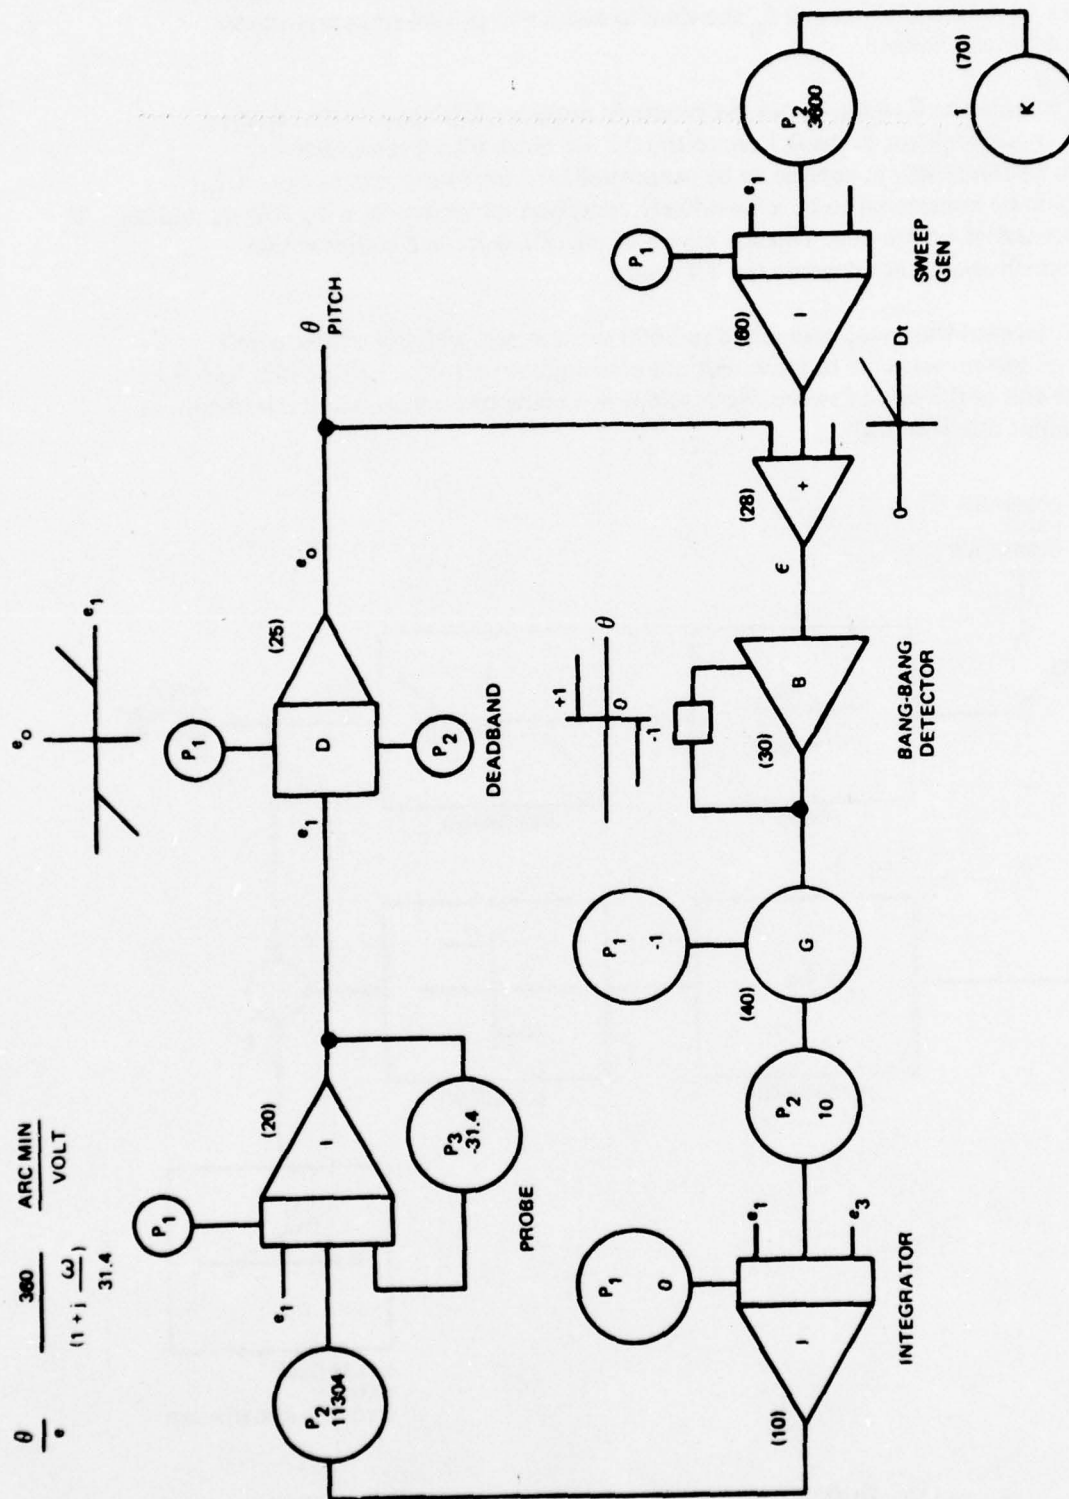 θ 360 ARC MIN
e (1 + j ω ) VOLT
31.4
e₀
e₁
P₁
P₂
11304
e₁
I
(20)
P₃
-31.4
PROBE
e₁
P₁
D
P₂
(25)
DEADBAND
e₀
θ
PITCH
P₁
0
(10)
I
e₁
e₃
INTEGRATOR
P₂
10
P₁
-1
(40)
G
+1
0
-1
θ
(30)
B
BANG-BANG
DETECTOR
ϵ
(28)
+
0
Dt
P₁
(60)
I
e₁
SWEEP
GEN
P₂
3600
1
(70)
K